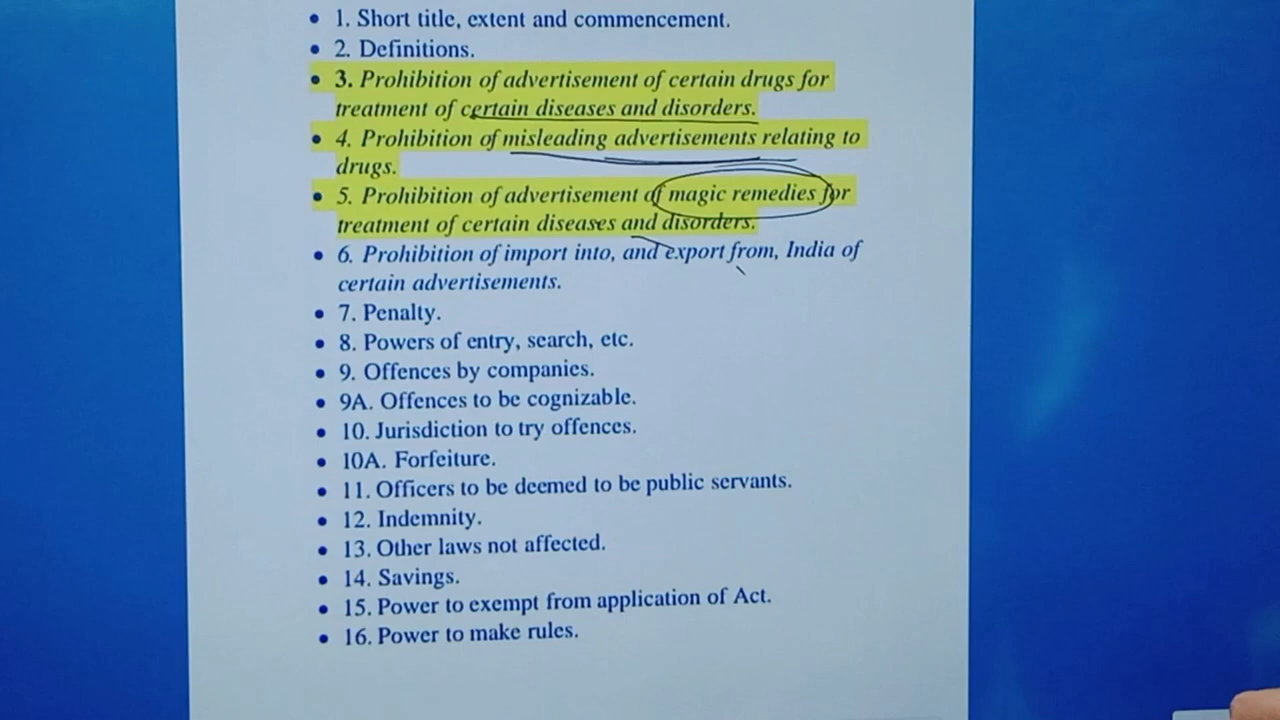 • 1. Short title, extent and commencement.
• 2. Definitions.
• 3. Prohibition of advertisement of certain drugs for
treatment of certain diseases and disorders.
• 4. Prohibition of misleading advertisements relating to
drugs.
• 5. Prohibition of advertisement of magic remedies for
treatment of certain diseases and disorders.
• 6. Prohibition of import into, and export from, India of
certain advertisements.
• 7. Penalty.
• 8. Powers of entry, search, etc.
• 9. Offences by companies.
• 9A. Offences to be cognizable.
• 10. Jurisdiction to try offences.
• 10A. Forfeiture.
• 11. Officers to be deemed to be public servants.
• 12. Indemnity.
• 13. Other laws not affected.
• 14. Savings.
• 15. Power to exempt from application of Act.
• 16. Power to make rules.